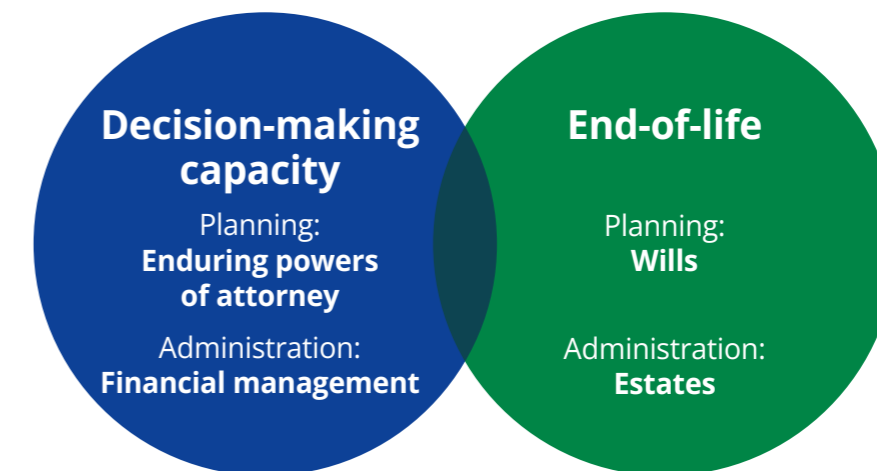 Decision-making
capacity
Planning:
Enduring powers
of attorney
Administration:
Financial management
End-of-life
Planning:
Wills
Administration:
Estates